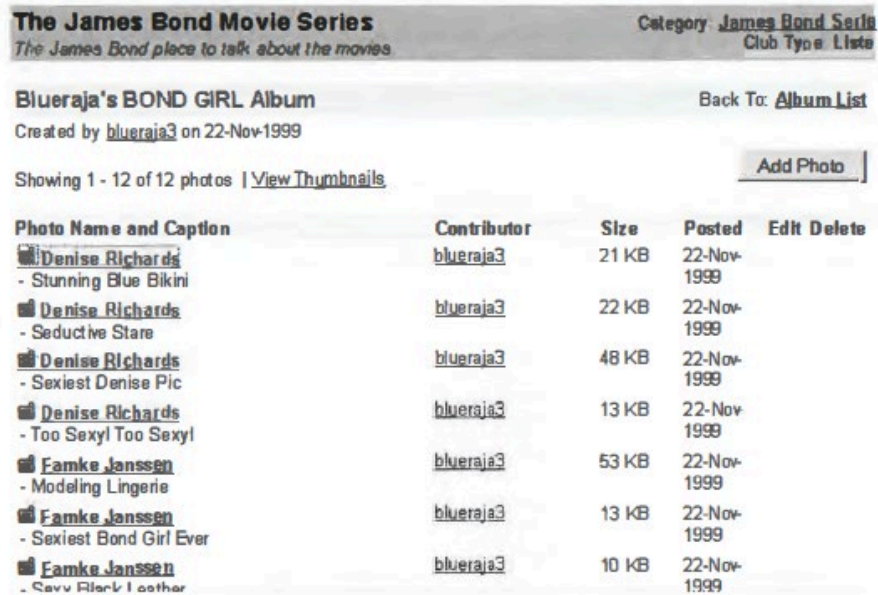 The James Bond Movie Series
Category: James Bond Serie
The James Bond place to talk about the movies.
Club Type: Liste
Blueraja's BOND GIRL Album
Back To: Album List
Created by blueraja3 on 22-Nov-1999
Add Photo
Showing 1 - 12 of 12 photos | View Thumbnails
Photo Name and Caption Contributor Size Posted Edit Delete
Denise Richards blueraja3 21 KB 22-Nov-
- Stunning Blue Bikini 1999
Denise Richards blueraja3 22 KB 22-Nov-
- Seductive Stare 1999
Denise Richards blueraja3 48 KB 22-Nov-
- Sexiest Denise Pic 1999
Denise Richards blueraja3 13 KB 22-Nov-
- Too Sexy! Too Sexy! 1999
Famke Janssen blueraja3 53 KB 22-Nov-
- Modeling Lingerie 1999
Famke Janssen blueraja3 13 KB 22-Nov-
- Sexiest Bond Girl Ever 1999
Famke Janssen blueraja3 10 KB 22-Nov-
- Sexy Black Leather 1999